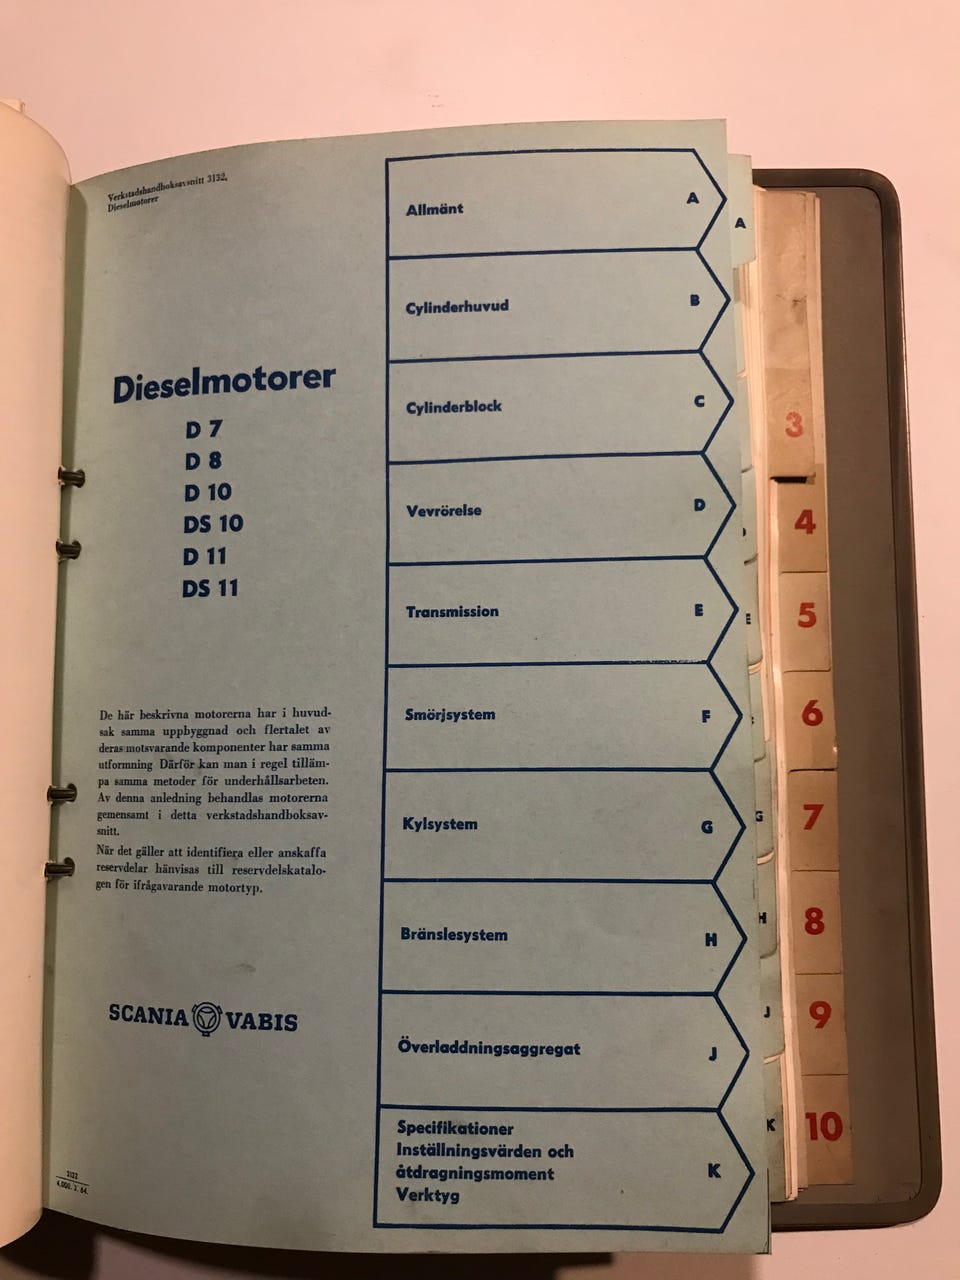 Verkstadshandboksavsnitt 3132,
Dieselmotorer
Dieselmotorer
D 7
D 8
D 10
DS 10
D 11
DS 11
De här beskrivna motorerna har i huvud-
sak samma uppbyggnad och flertalet av
deras motsvarande komponenter har samma
utformning Därför kan man i regel tilläm-
pa samma metoder för underhållsarbeten.
Av denna anledning behandlas motorerna
gemensamt i detta verkstadshandboksav-
snitt.
När det gäller att identifiera eller anskaffa
reservdelar hänvisas till reservdelskatalo-
gen för ifrågavarande motortyp.
SCANIA VABIS
3132
4.000. 3. 64.
Allmänt A
Cylinderhuvud B
Cylinderblock C
Vevrörelse D
Transmission E
Smörjsystem F
Kylsystem G
Bränslesystem H
Överladdningsaggregat J
Specifikationer
Inställningsvärden och
åtdragningsmoment K
Verktyg
A
E
G
H
J
K
3
4
5
6
7
8
9
10